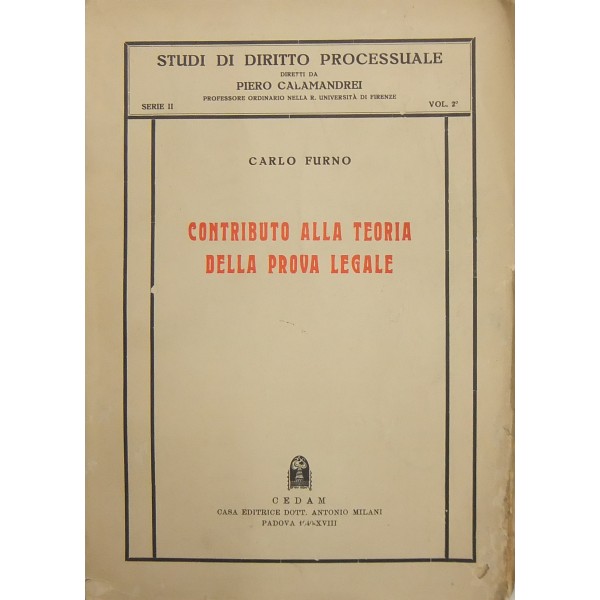 STUDI DI DIRITTO PROCESSUALE
DIRETTI DA
PIERO CALAMANDREI
PROFESSORE ORDINARIO NELLA R. UNIVERSITÀ DI FIRENZE
SERIE II
VOL. 2°
CARLO FURNO
CONTRIBUTO ALLA TEORIA
DELLA PROVA LEGALE
CEDAM
CASA EDITRICE DOTT. ANTONIO MILANI
PADOVA